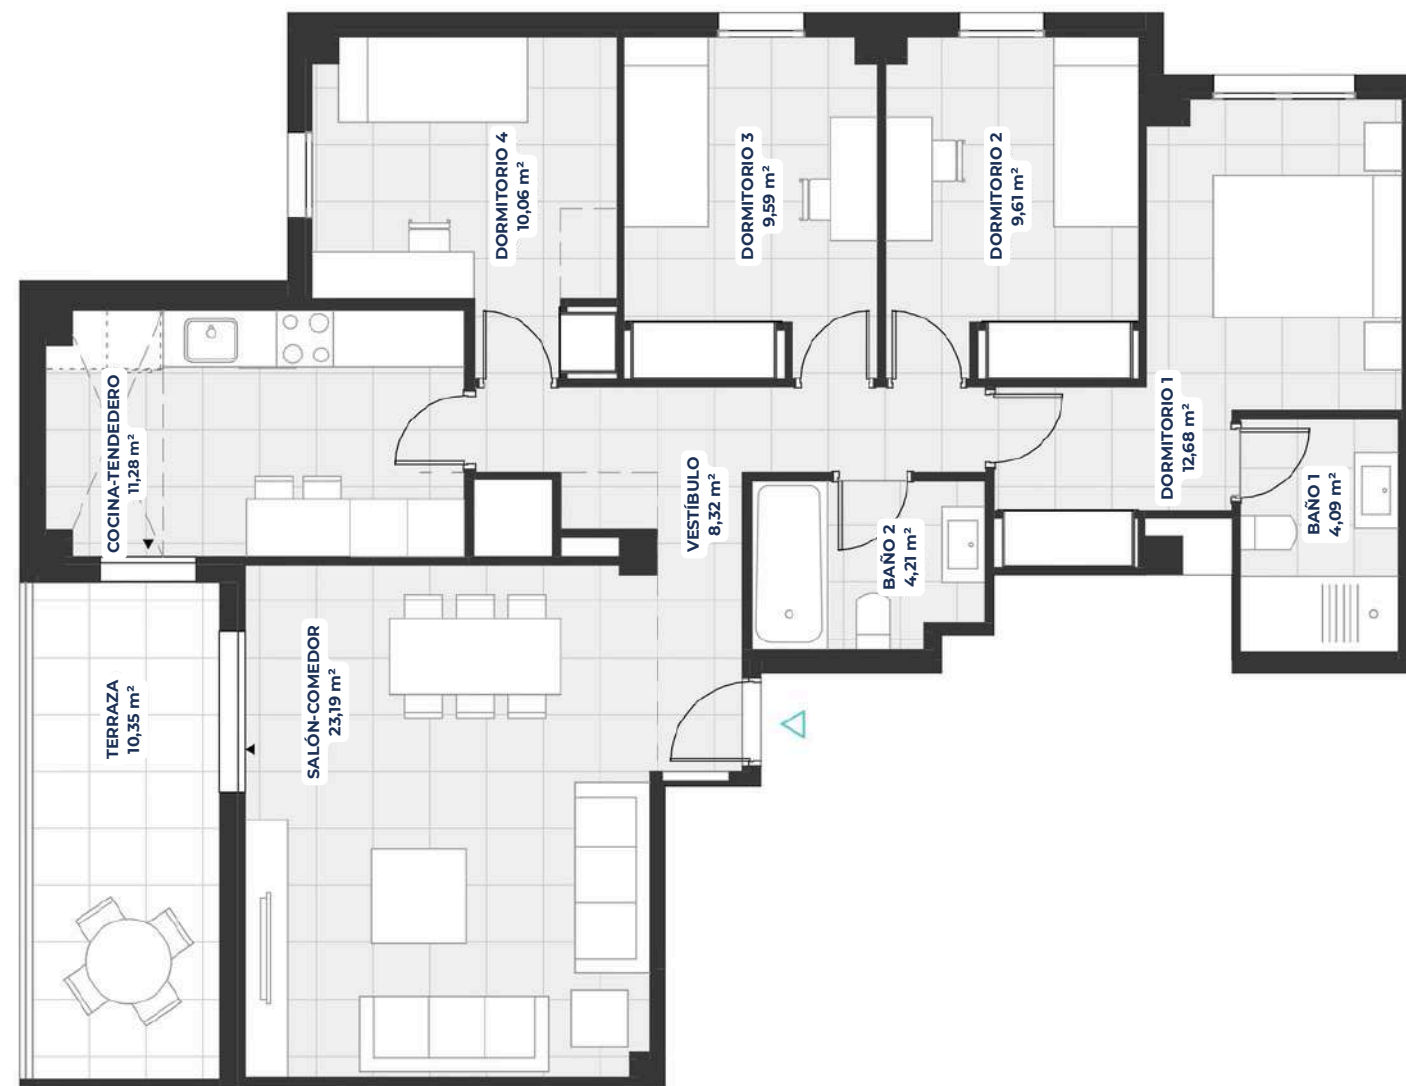 DORMITORIO 4
10,06 m²
DORMITORIO 3
9,59 m²
DORMITORIO 2
9,61 m²
DORMITORIO 1
12,68 m²
COCINA-TENDEDERO
11,28 m²
VESTÍBULO
8,32 m²
BAÑO 2
4,21 m²
BAÑO 1
4,09 m²
TERRAZA
10,35 m²
SALÓN-COMEDOR
23,19 m²